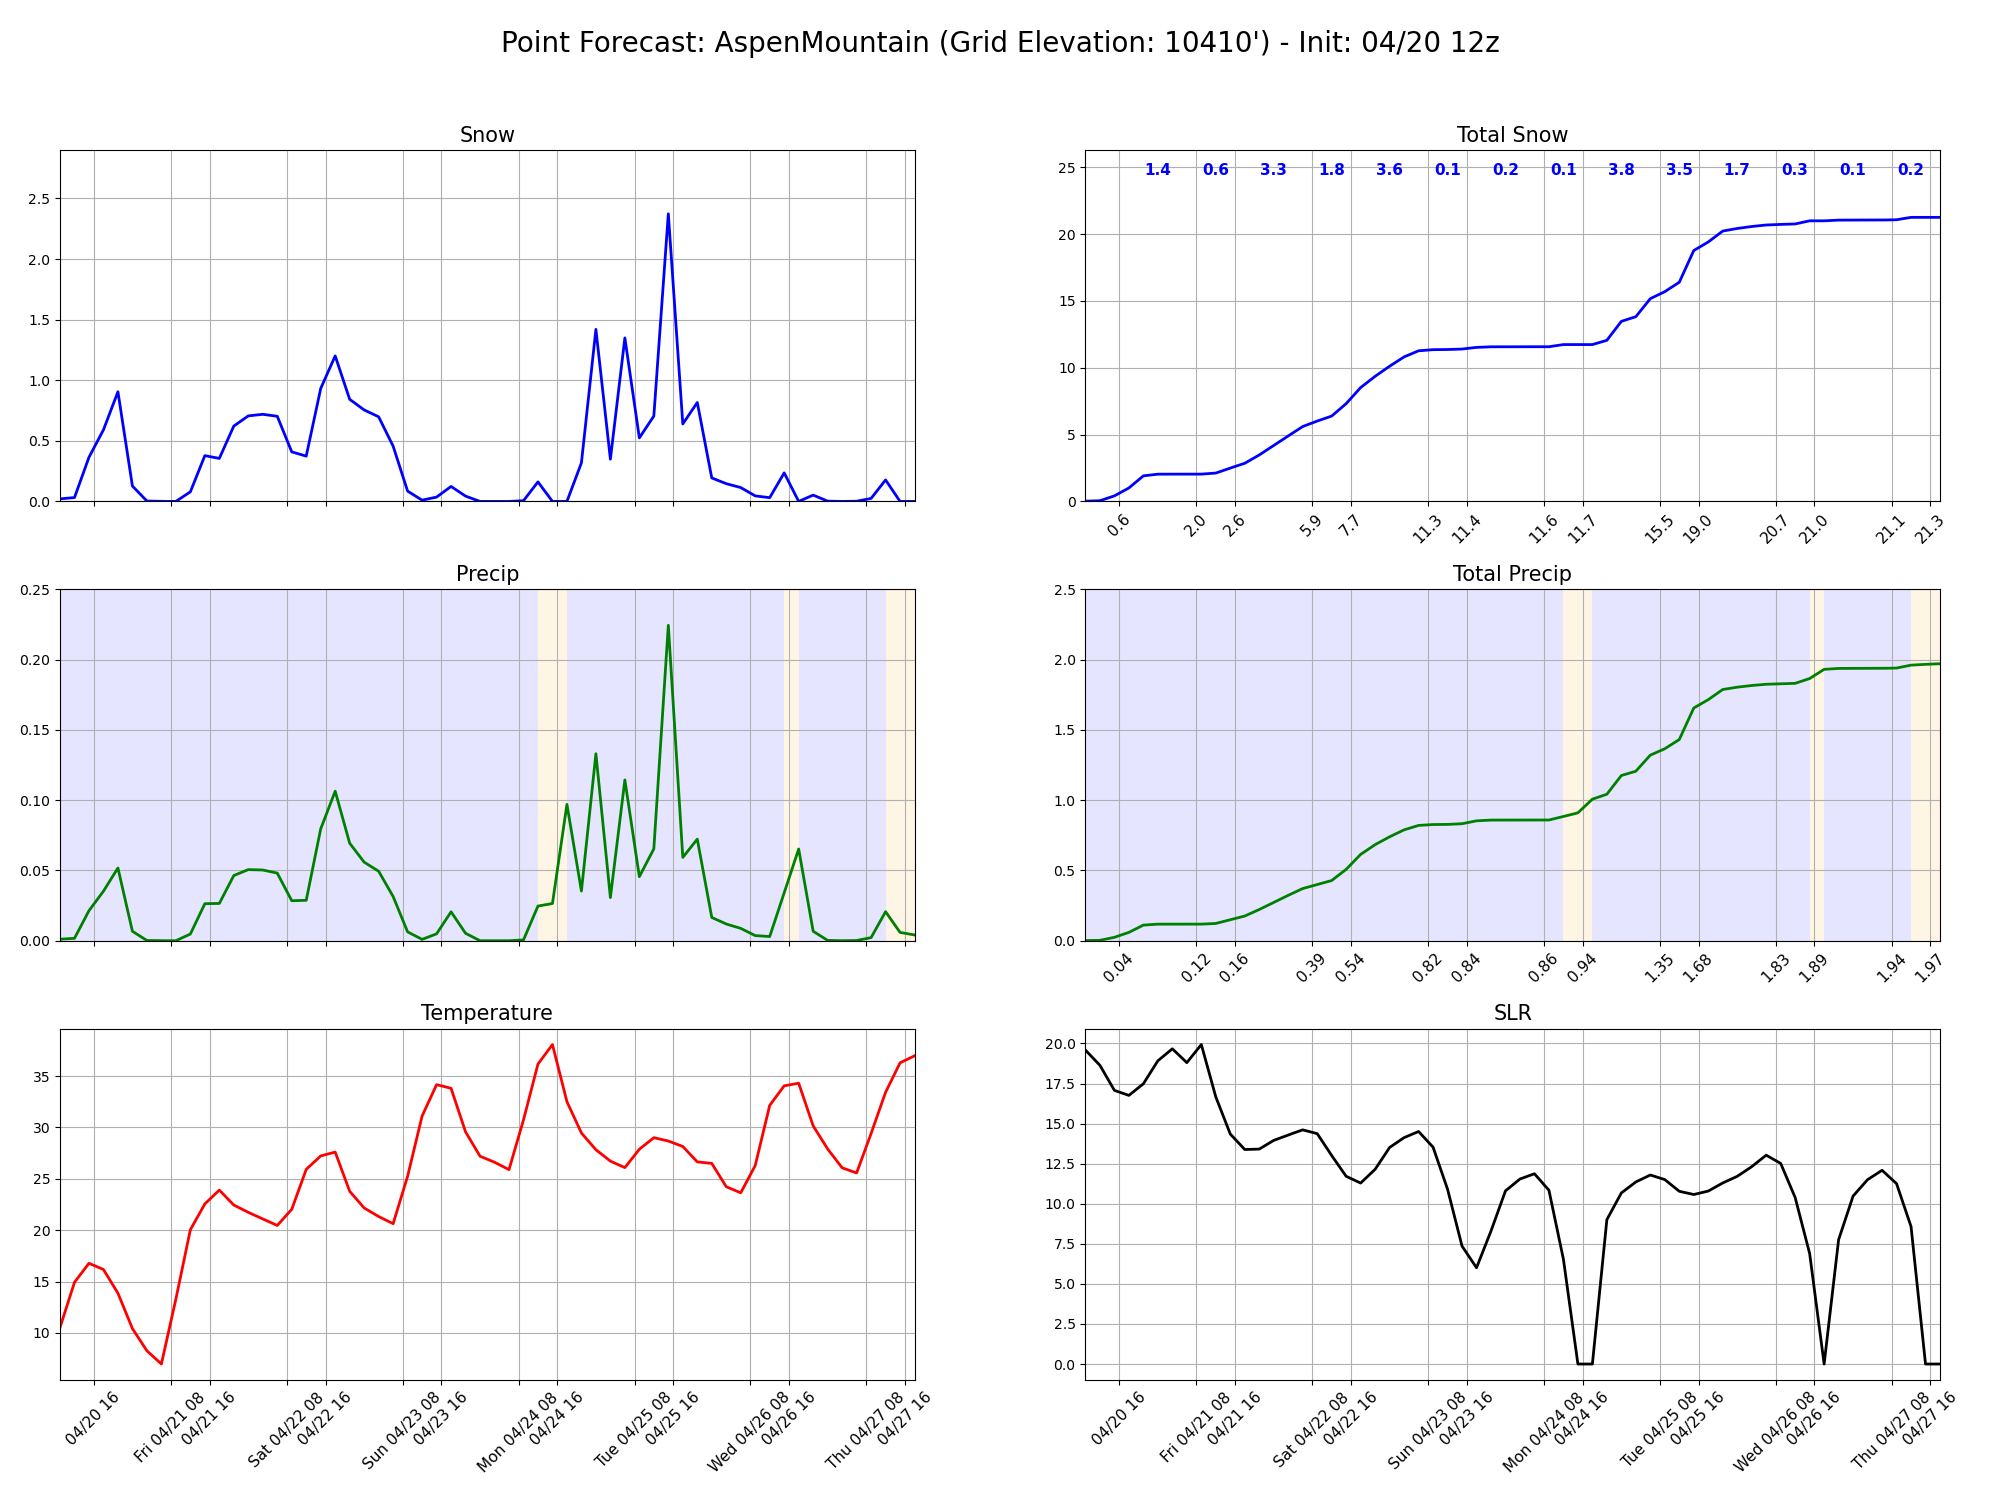 Point Forecast: AspenMountain (Grid Elevation: 10410') - Init: 04/20 12z
Snow
2.5
2.0
1.5
1.0
0.5
0.0
Total Snow
25
20
15
10
5
0
1.4 0.6 3.3 1.8 3.6 0.1 0.2 0.1 3.8 3.5 1.7 0.3 0.1 0.2
0.6 2.0 2.6 5.9 7.7 11.3 11.4 11.6 11.7 15.5 19.0 20.7 21.0 21.1 21.3
Precip
0.25
0.20
0.15
0.10
0.05
0.00
Total Precip
2.5
2.0
1.5
1.0
0.5
0.0
0.04 0.12 0.16 0.39 0.54 0.82 0.84 0.86 0.94 1.35 1.68 1.83 1.89 1.94 1.97
Temperature
35
30
25
20
15
10
04/20 16
Fri 04/21 08
04/21 16
Sat 04/22 08
04/22 16
Sun 04/23 08
04/23 16
Mon 04/24 08
04/24 16
Tue 04/25 08
04/25 16
Wed 04/26 08
04/26 16
Thu 04/27 08
04/27 16
SLR
20.0
17.5
15.0
12.5
10.0
7.5
5.0
2.5
0.0
04/20 16
Fri 04/21 08
04/21 16
Sat 04/22 08
04/22 16
Sun 04/23 08
04/23 16
Mon 04/24 08
04/24 16
Tue 04/25 08
04/25 16
Wed 04/26 08
04/26 16
Thu 04/27 08
04/27 16